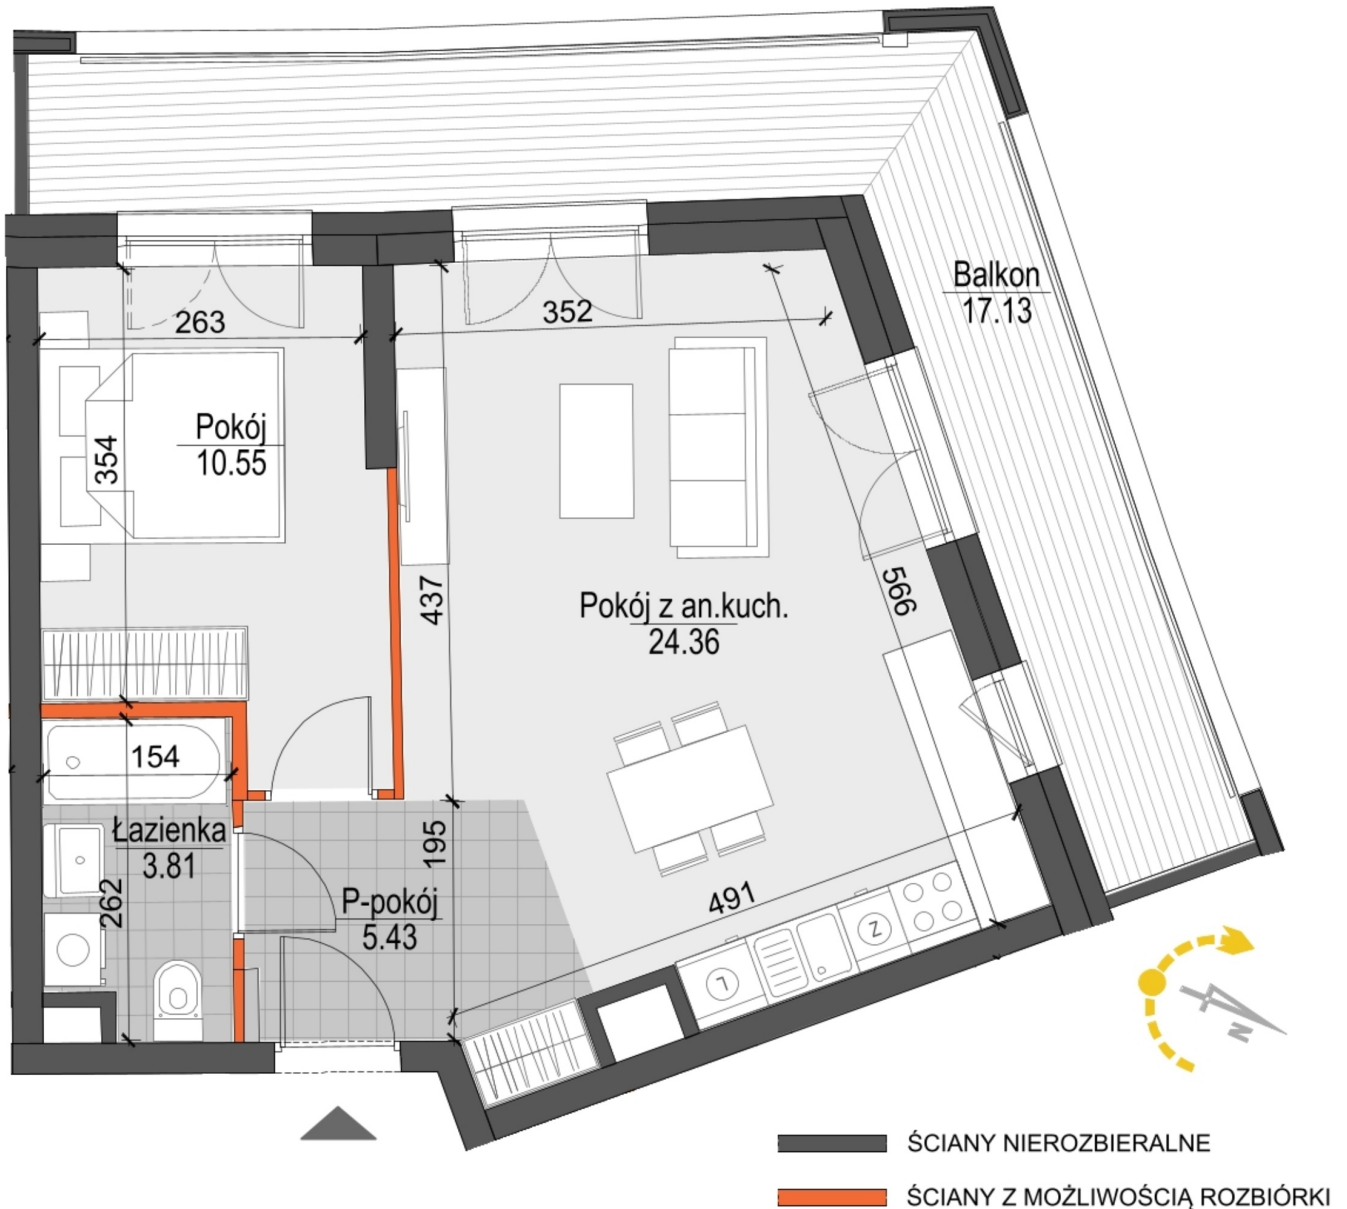 Balkon
17.13
263
352
Pokój
10.55
354
437
566
Pokój z an.kuch.
24.36
154
Łazienka
3.81
262
195
P-pokój
5.43
491
L
Z
N
ŚCIANY NIEROZBIERALNE
ŚCIANY Z MOŻLIWOŚCIĄ ROZBIÓRKI